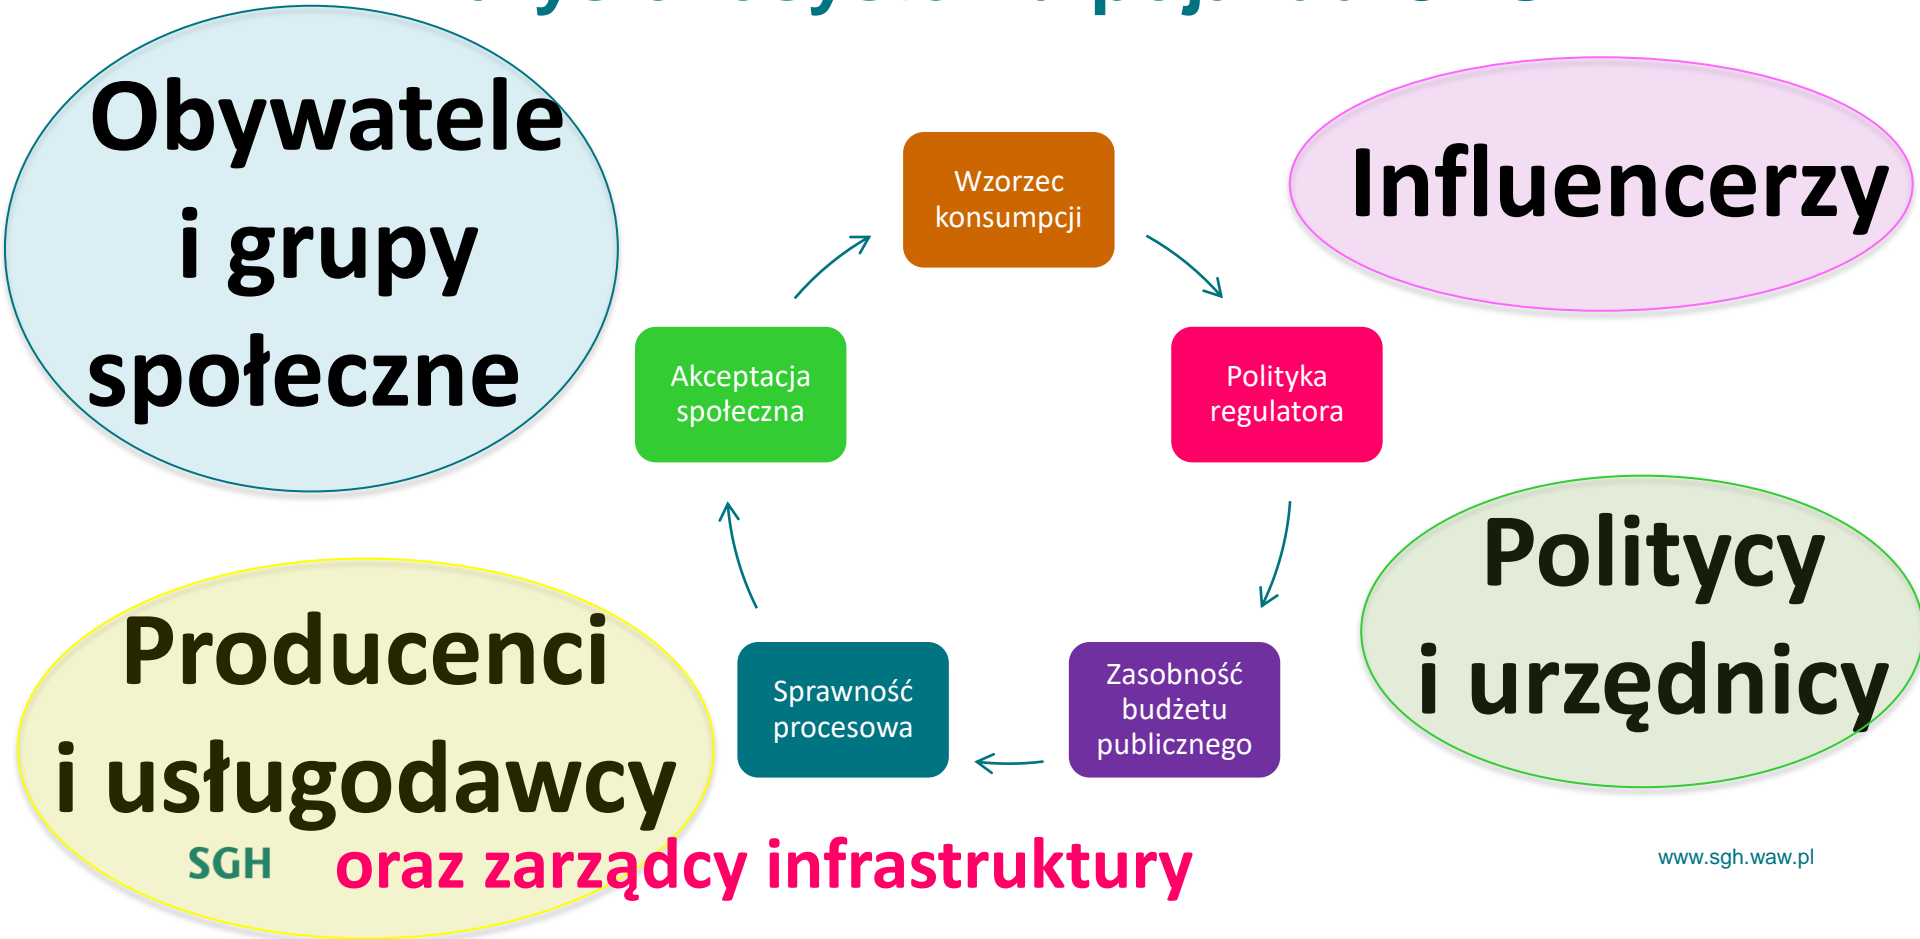 Obywatele
i grupy
społeczne
Influencerzy
Wzorzec
konsumpcji
Akceptacja
społeczna
Polityka
regulatora
Politycy
i urzędnicy
Producenci
i usługodawcy
Sprawność
procesowa
Zasobność
budżetu
publicznego
SGH
oraz zarządcy infrastruktury
www.sgh.waw.pl